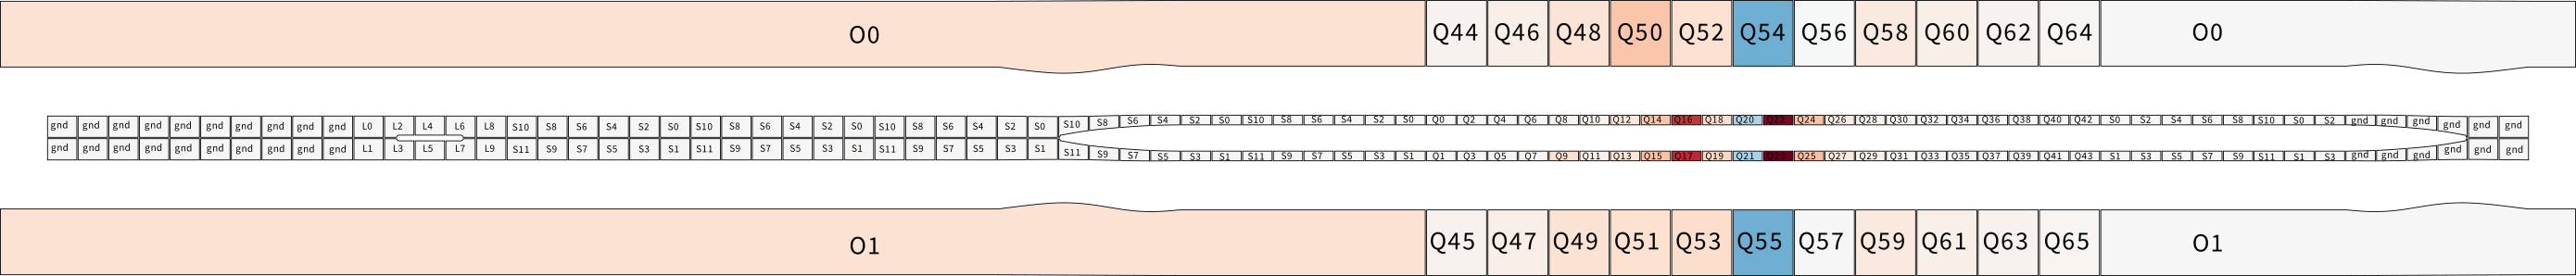 O0 Q44 Q46 Q48 Q50 Q52 Q54 Q56 Q58 Q60 Q62 Q64 O0
gnd gnd gnd gnd gnd gnd gnd gnd gnd gnd L0 L2 L4 L6 L8 S10 S8 S6 S4 S2 S0 S10 S8 S6 S4 S2 S0 S10 S8 S6 S4 S2 S0 S10 S8 S6 S4 S2 S0 S10 S8 S6 S4 S2 S0 Q0 Q2 Q4 Q6 Q8 Q10 Q12 Q14 Q16 Q18 Q20 Q22 Q24 Q26 Q28 Q30 Q32 Q34 Q36 Q38 Q40 Q42 S0 S2 S4 S6 S8 S10 S0 S2 gnd gnd gnd gnd gnd gnd
gnd gnd gnd gnd gnd gnd gnd gnd gnd gnd L1 L3 L5 L7 L9 S11 S9 S7 S5 S3 S1 S11 S9 S7 S5 S3 S1 S11 S9 S7 S5 S3 S1 S11 S9 S7 S5 S3 S1 S11 S9 S7 S5 S3 S1 Q1 Q3 Q5 Q7 Q9 Q11 Q13 Q15 Q17 Q19 Q21 Q23 Q25 Q27 Q29 Q31 Q33 Q35 Q37 Q39 Q41 Q43 S1 S3 S5 S7 S9 S11 S1 S3 gnd gnd gnd gnd gnd gnd
O1 Q45 Q47 Q49 Q51 Q53 Q55 Q57 Q59 Q61 Q63 Q65 O1